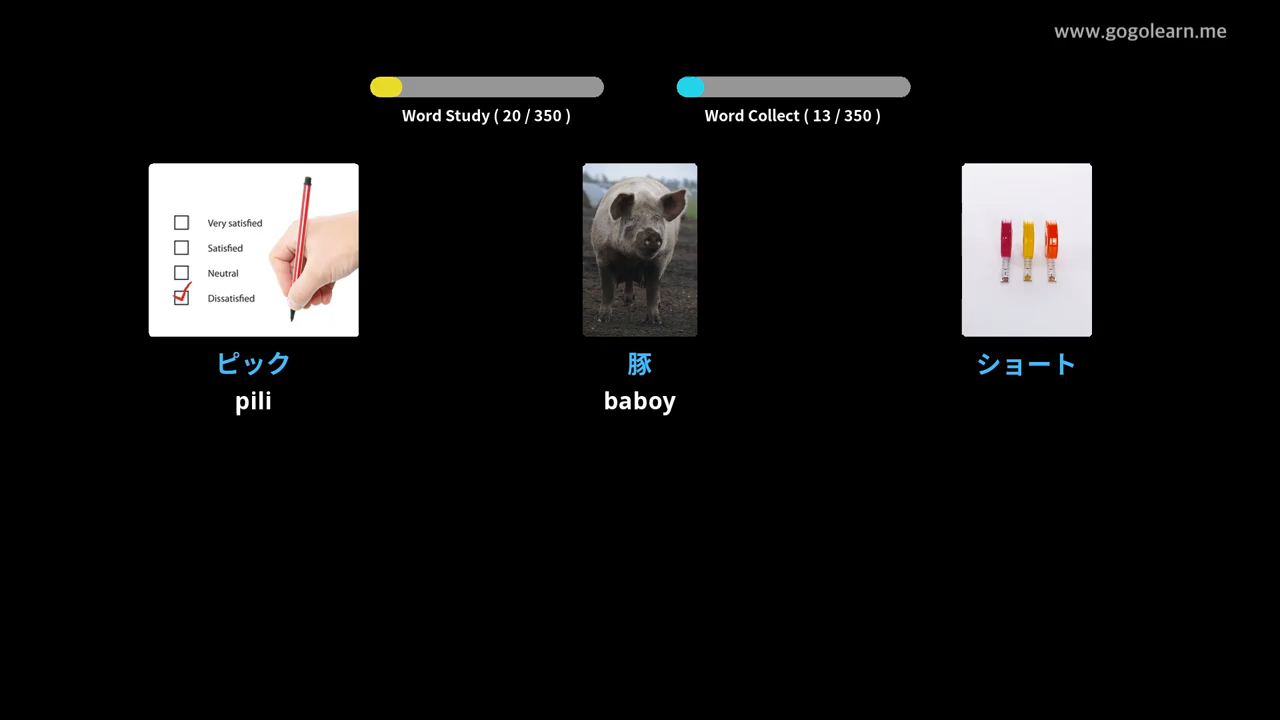 www.gogolearn.me
Word Study ( 20 / 350 )
Word Collect ( 13 / 350 )
Very satisfied
Satisfied
Neutral
Dissatisfied
ピック
豚
ショート
pili
baboy